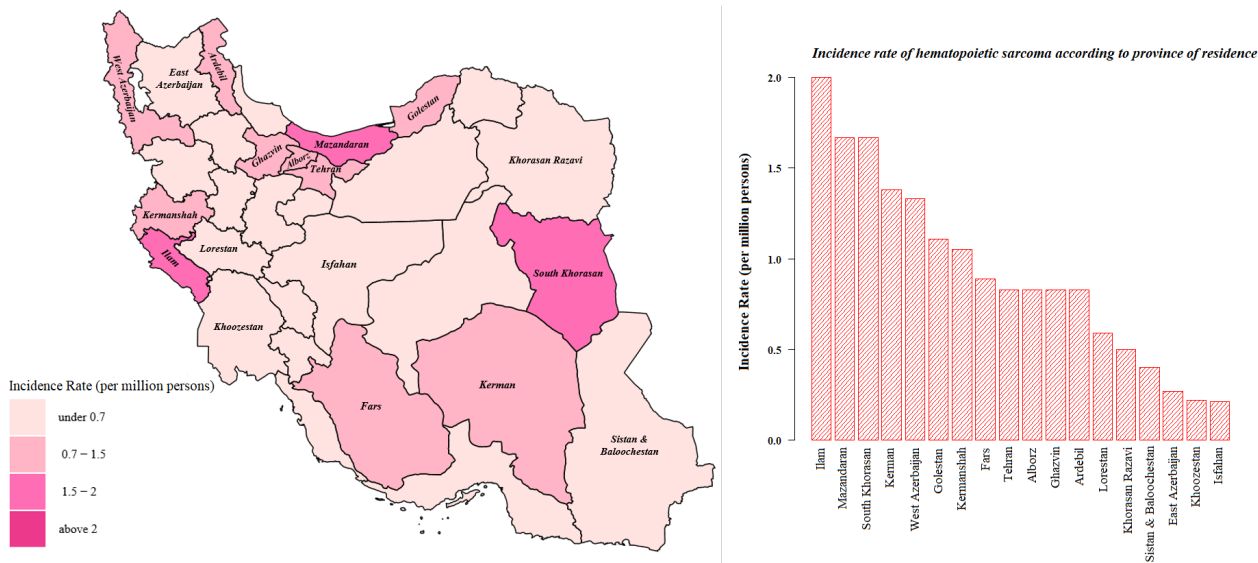 West Azerbaijan
East
Azerbaijan
Ardebil
Ghazvin
Alborz
Tehran
Mazandaran
Golestan
Khorasan Razavi
Kermanshah
Ilam
Lorestan
Isfahan
South Khorasan
Khoozestan
Fars
Kerman
Sistan &
Baloochestan
Incidence Rate (per million persons)
under 0.7
0.7 − 1.5
1.5 − 2
above 2
Incidence rate of hematopoietic sarcoma according to province of residence
Incidence Rate (per million persons)
2.0
1.5
1.0
0.5
0.0
Ilam
Mazandaran
South Khorasan
Kerman
West Azerbaijan
Golestan
Kermanshah
Fars
Tehran
Alborz
Ghazvin
Ardebil
Lorestan
Khorasan Razavi
Sistan & Baloochestan
East Azerbaijan
Khoozestan
Isfahan